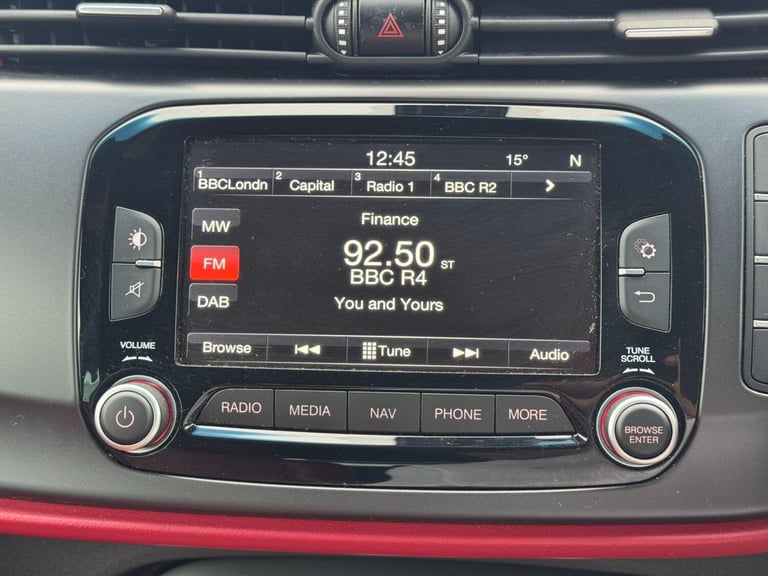 12:45 15° N
1 BBCLondn 2 Capital 3 Radio 1 4 BBC R2 >
MW
Finance
FM
92.50 ST
BBC R4
DAB
You and Yours
Browse Tune Audio
VOLUME
TUNE SCROLL
RADIO MEDIA NAV PHONE MORE
BROWSE ENTER